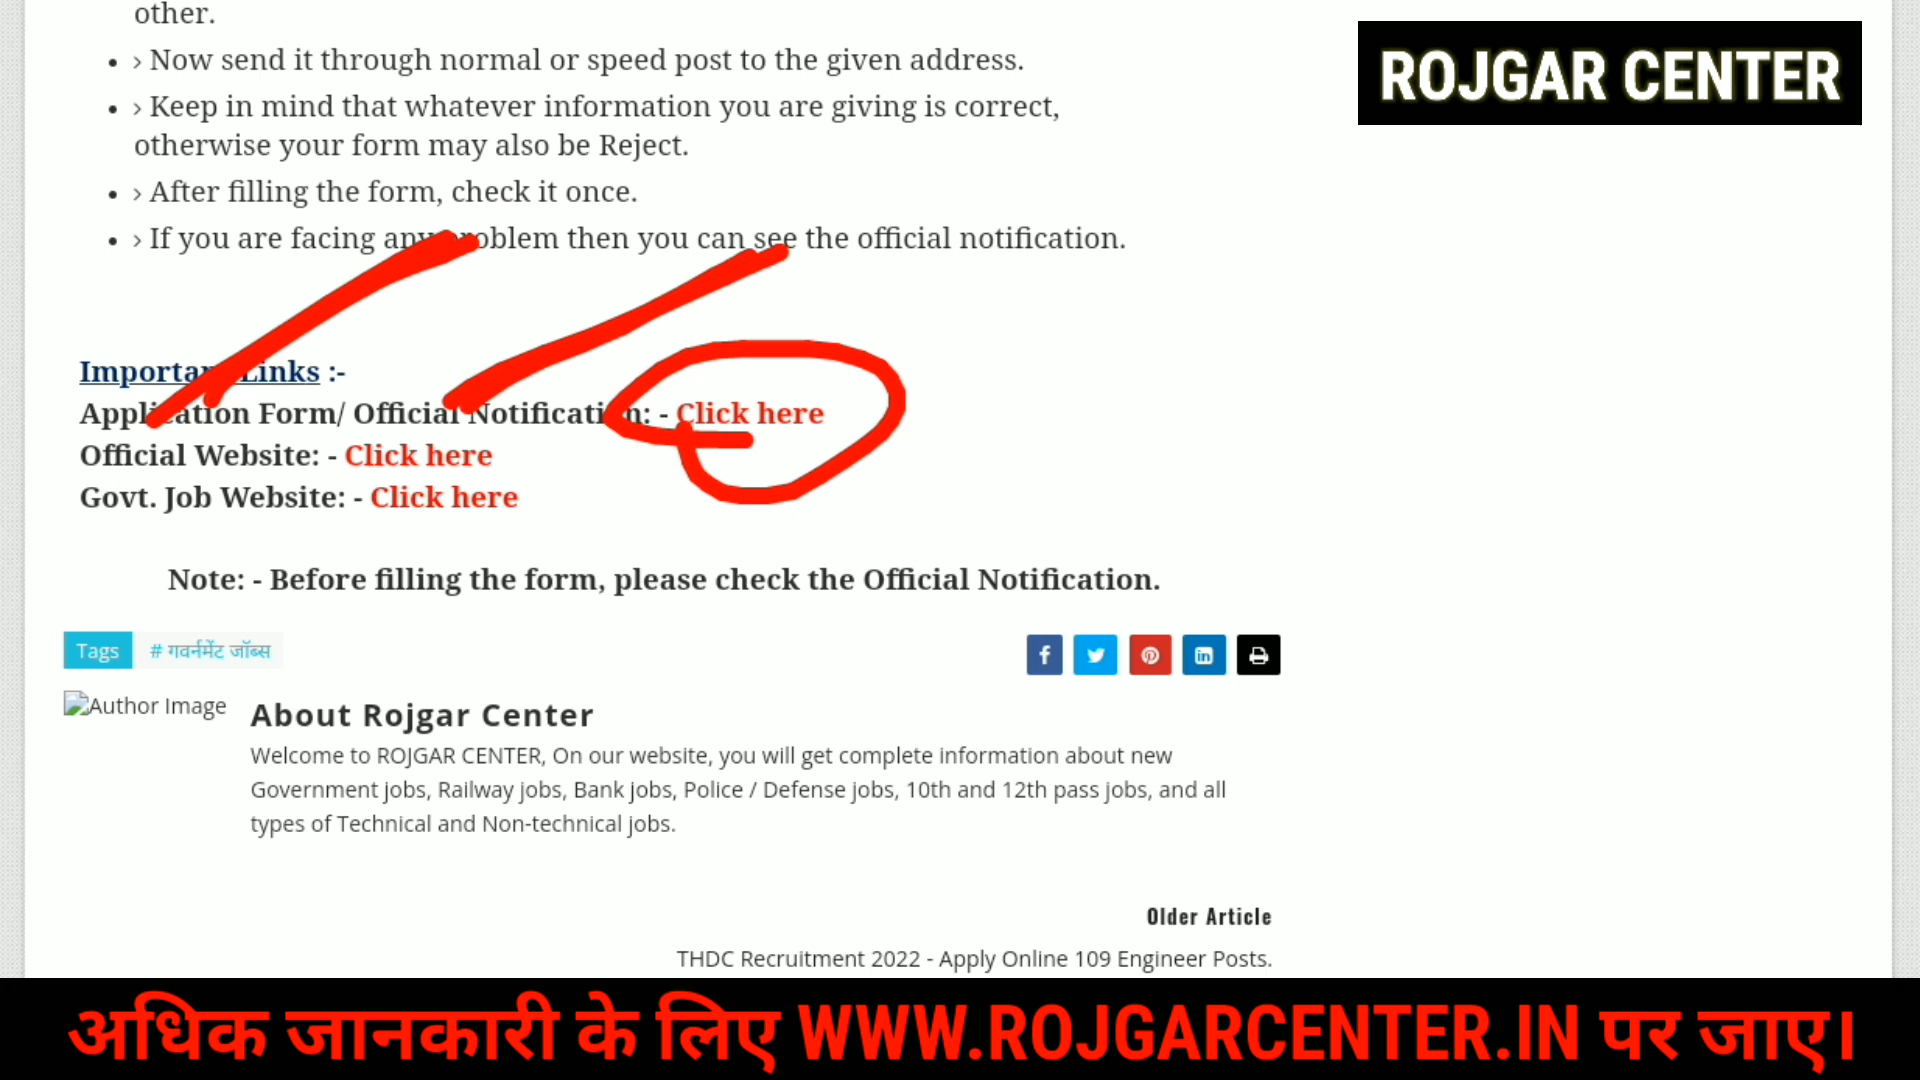 other.
ROJGAR CENTER
• › Now send it through normal or speed post to the given address.
• › Keep in mind that whatever information you are giving is correct,
otherwise your form may also be Reject.
• › After filling the form, check it once.
• › If you are facing any problem then you can see the official notification.
Important Links :-
Application Form/ Official Notification: - Click here
Official Website: - Click here
Govt. Job Website: - Click here
Note: - Before filling the form, please check the Official Notification.
Tags # गवर्नमेंट जॉब्स
Author Image
About Rojgar Center
Welcome to ROJGAR CENTER, On our website, you will get complete information about new
Government jobs, Railway jobs, Bank jobs, Police / Defense jobs, 10th and 12th pass jobs, and all
types of Technical and Non-technical jobs.
Older Article
THDC Recruitment 2022 - Apply Online 109 Engineer Posts.
अधिक जानकारी के लिए WWW.ROJGARCENTER.IN पर जाए।